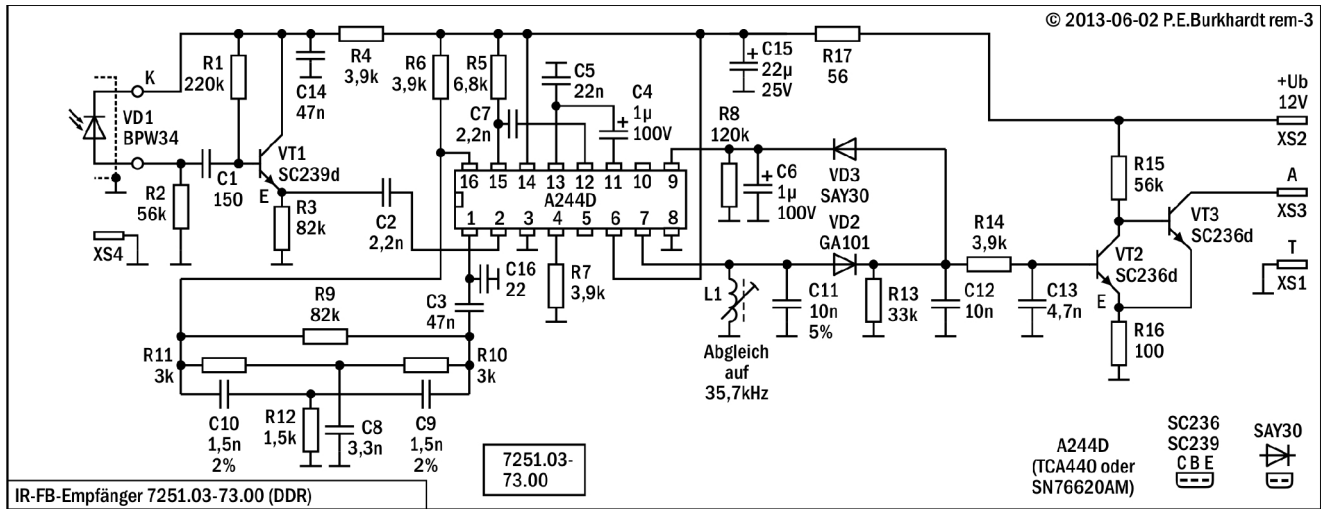 © 2013-06-02 P.E.Burkhardt rem-3
K
VD1
BPW34
R1
220k
C14
47n
R4
3,9k
R6
3,9k
R5
6,8k
C7
2,2n
C5
22n
C4
+
1µ
100V
+
C15
22µ
25V
R17
56
+Ub
12V
XS2
R8
120k
+
C6
1µ
100V
VD3
SAY30
R2
56k
C1
150
VT1
SC239d
E
R3
82k
C2
2,2n
16 15 14 13 12 11 10 9
A244D
1 2 3 4 5 6 7 8
XS4
C16
22
C3
47n
R7
3,9k
VD2
GA101
L1
Abgleich
auf
35,7kHz
C11
10n
5%
R13
33k
C12
10n
R14
3,9k
C13
4,7n
R15
56k
VT2
SC236d
E
VT3
SC236d
R16
100
A
XS3
T
XS1
R9
82k
R11
3k
R10
3k
C10
1,5n
2%
R12
1,5k
C8
3,3n
C9
1,5n
2%
7251.03-
73.00
A244D
(TCA440 oder
SN76620AM)
SC236
SC239
C B E
SAY30
IR-FB-Empfänger 7251.03-73.00 (DDR)